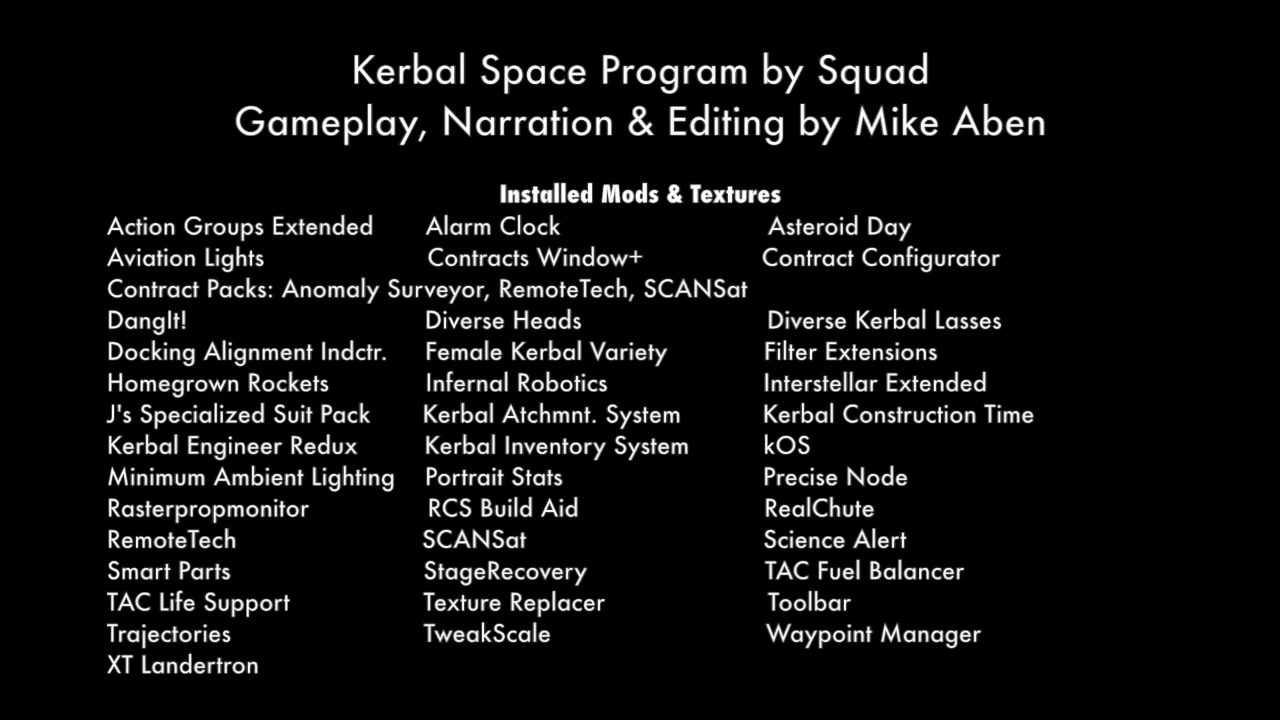 Kerbal Space Program by Squad
Gameplay, Narration & Editing by Mike Aben
Installed Mods & Textures
Action Groups Extended Alarm Clock Asteroid Day
Aviation Lights Contracts Window+ Contract Configurator
Contract Packs: Anomaly Surveyor, RemoteTech, SCANSat
DangIt! Diverse Heads Diverse Kerbal Lasses
Docking Alignment Indctr. Female Kerbal Variety Filter Extensions
Homegrown Rockets Infernal Robotics Interstellar Extended
J's Specialized Suit Pack Kerbal Atchmnt. System Kerbal Construction Time
Kerbal Engineer Redux Kerbal Inventory System kOS
Minimum Ambient Lighting Portrait Stats Precise Node
Rasterpropmonitor RCS Build Aid RealChute
RemoteTech SCANSat Science Alert
Smart Parts StageRecovery TAC Fuel Balancer
TAC Life Support Texture Replacer Toolbar
Trajectories TweakScale Waypoint Manager
XT Landertron